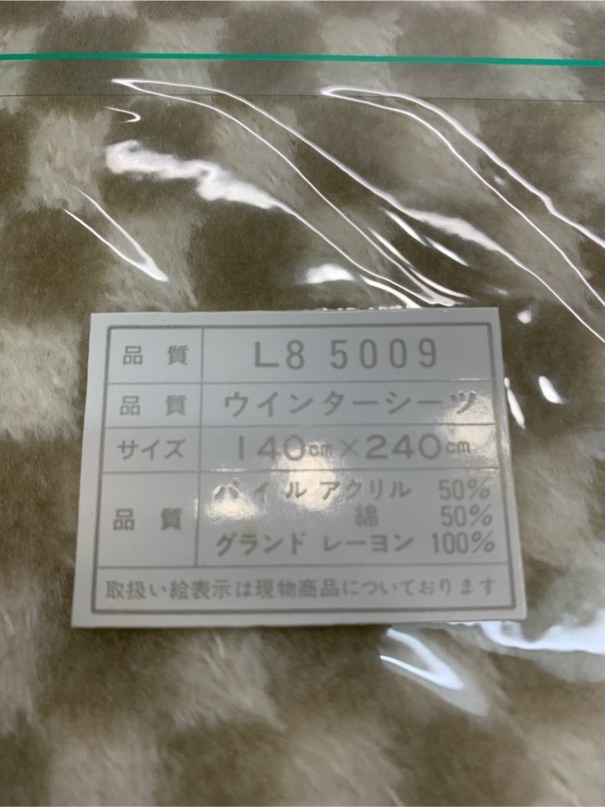 品 質 L8 5009
品 質 ウインターシーツ
サイズ 140cm×240cm
パイル アクリル 50%
品 質 綿 50%
グランド レーヨン 100%
取扱い絵表示は現物商品についております